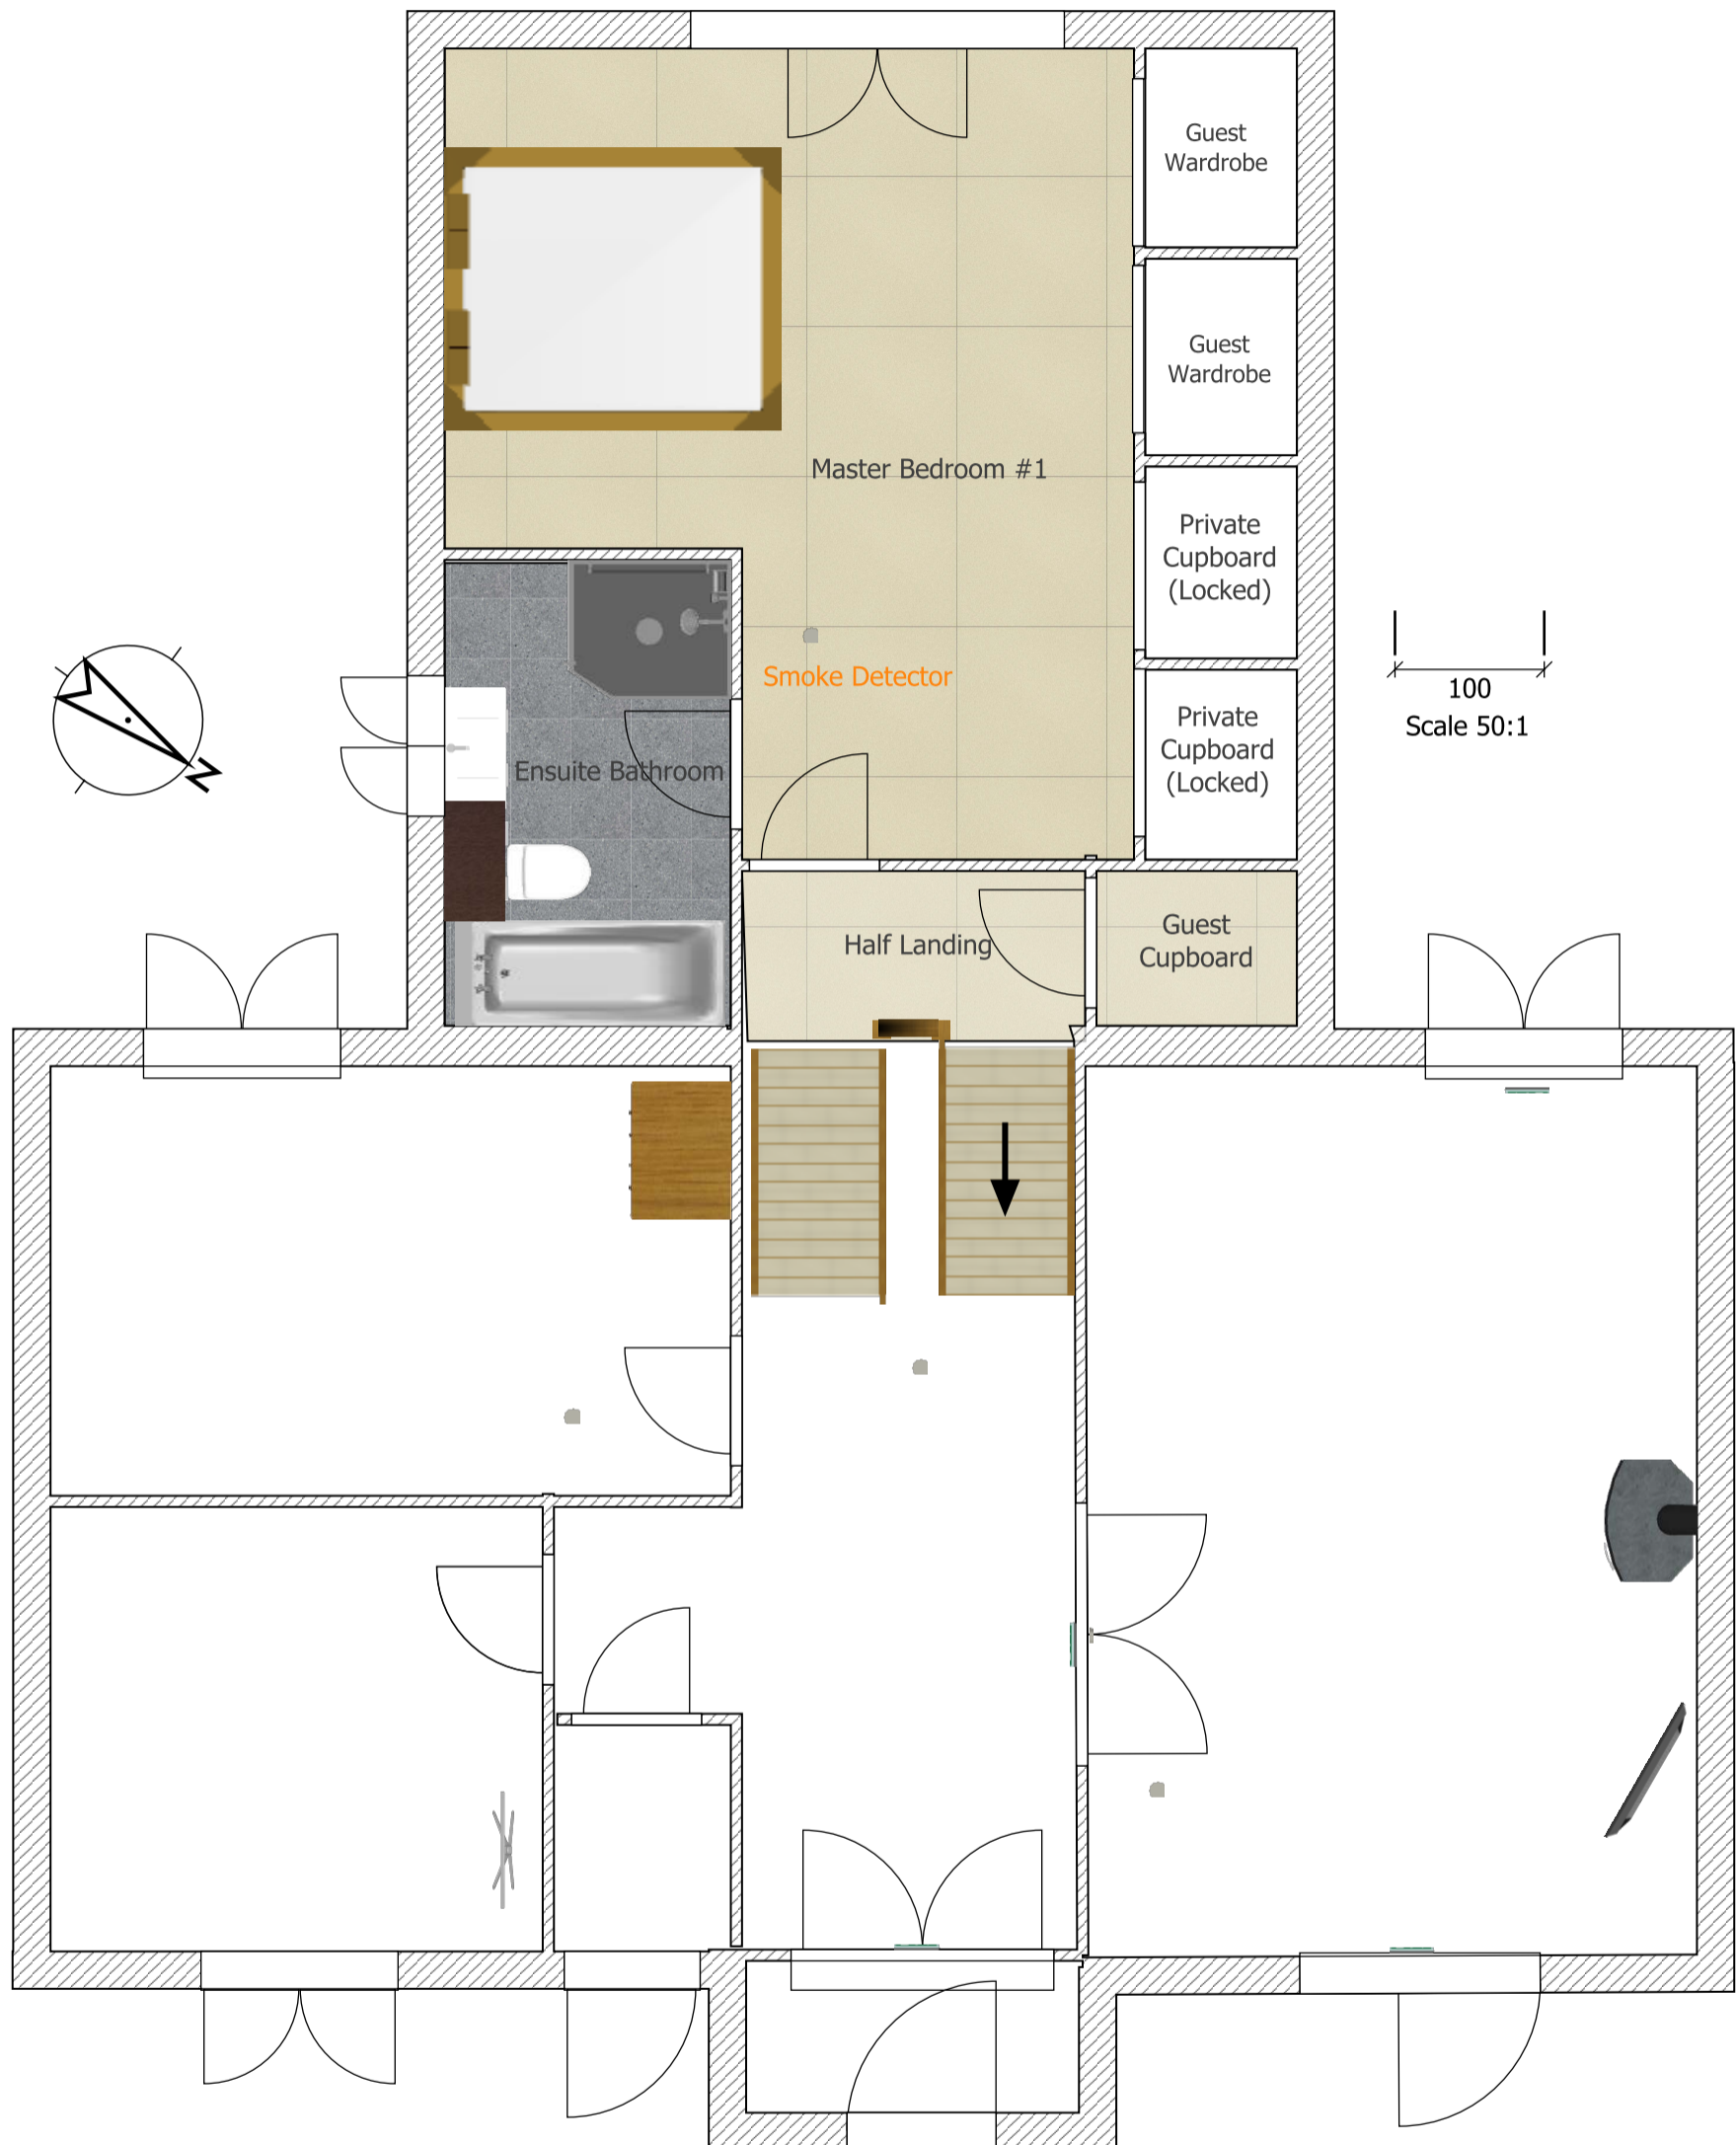 Guest
Wardrobe
Guest
Wardrobe
Master Bedroom #1
Private
Cupboard
(Locked)
Smoke Detector
100
Scale 50:1
Private
Cupboard
(Locked)
Ensuite Bathroom
N
Half Landing
Guest
Cupboard